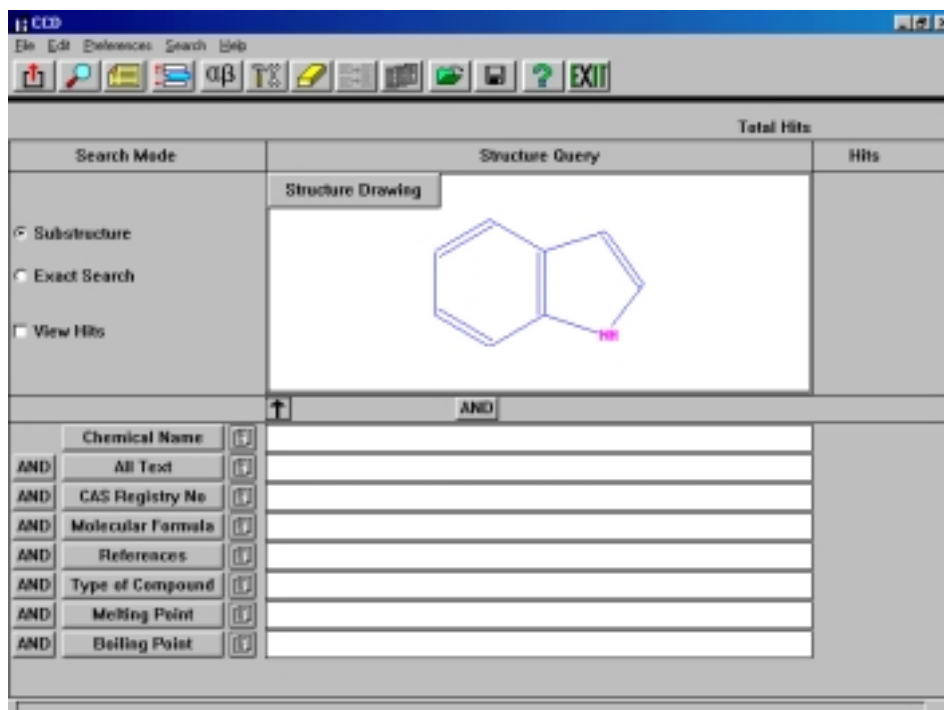 CCD
File Edit Preferences Search Help
αβ ? EXIT
Total Hits
Search Mode Structure Query Hits
Structure Drawing
Substructure
Exact Search
View Hits
NH
AND
Chemical Name
AND All Text
AND CAS Registry No
AND Molecular Formula
AND References
AND Type of Compound
AND Melting Point
AND Boiling Point